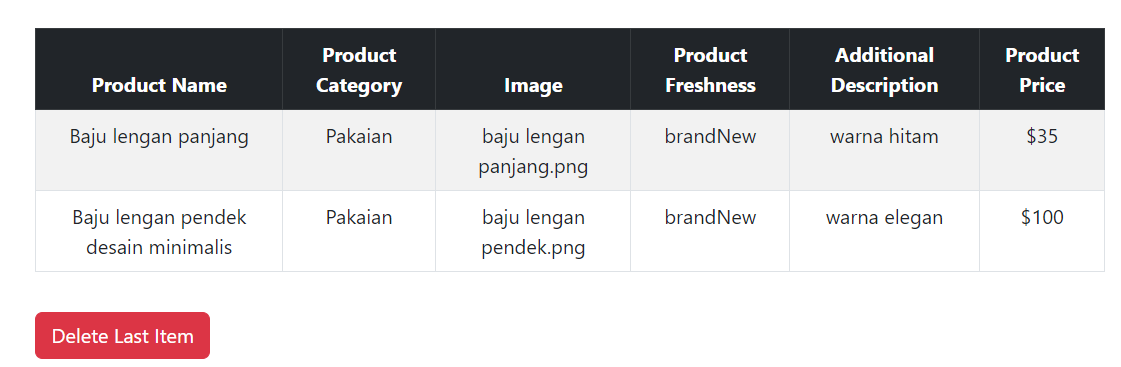 Product Name
Product Category
Image
Product Freshness
Additional Description
Product Price
Baju lengan panjang
Pakaian
baju lengan
panjang.png
brandNew
warna hitam
$35
Baju lengan pendek
desain minimalis
Pakaian
baju lengan
pendek.png
brandNew
warna elegan
$100
Delete Last Item